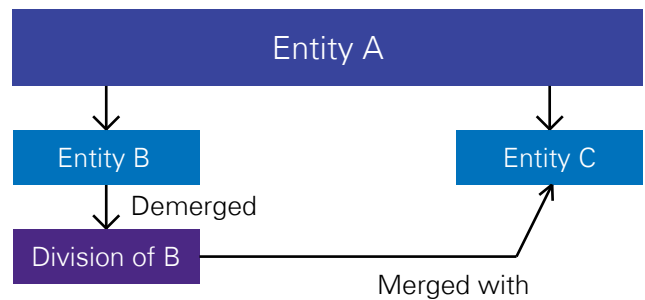 Entity A
Entity B
Entity C
Demerged
Division of B
Merged with